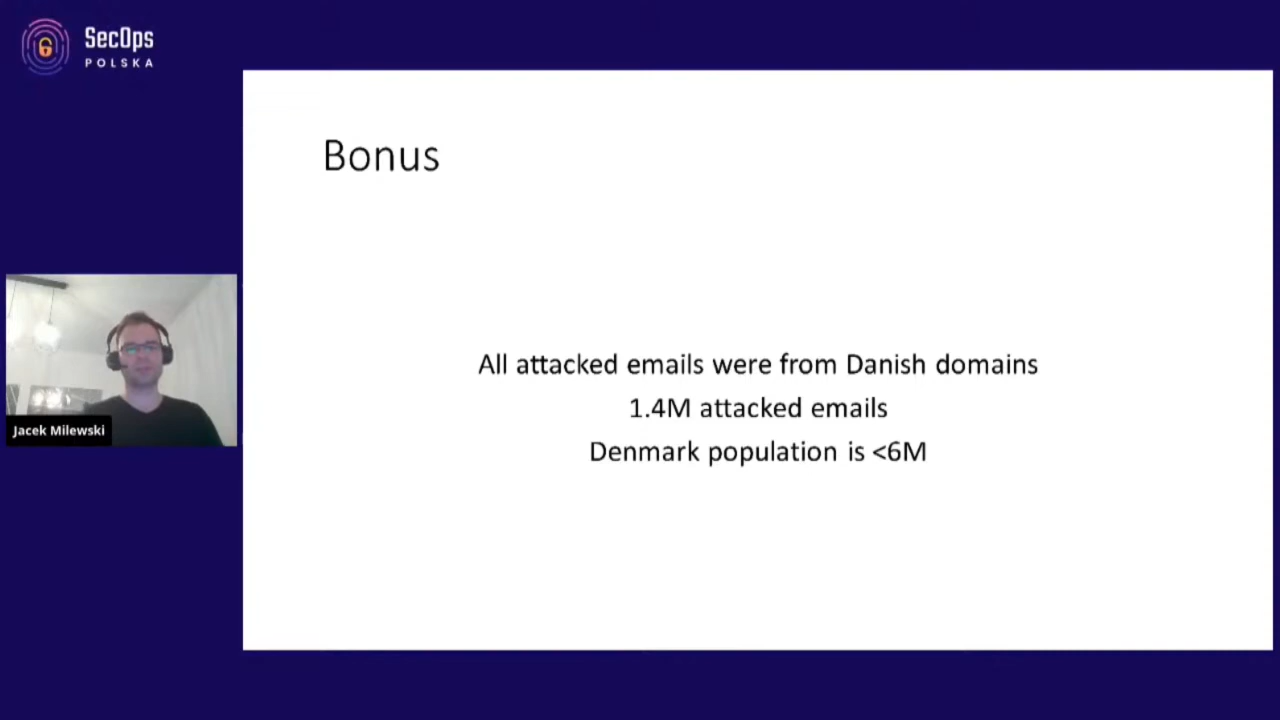 SecOps
POLSKA
Bonus
All attacked emails were from Danish domains
1.4M attacked emails
Denmark population is <6M
Jacek Milewski